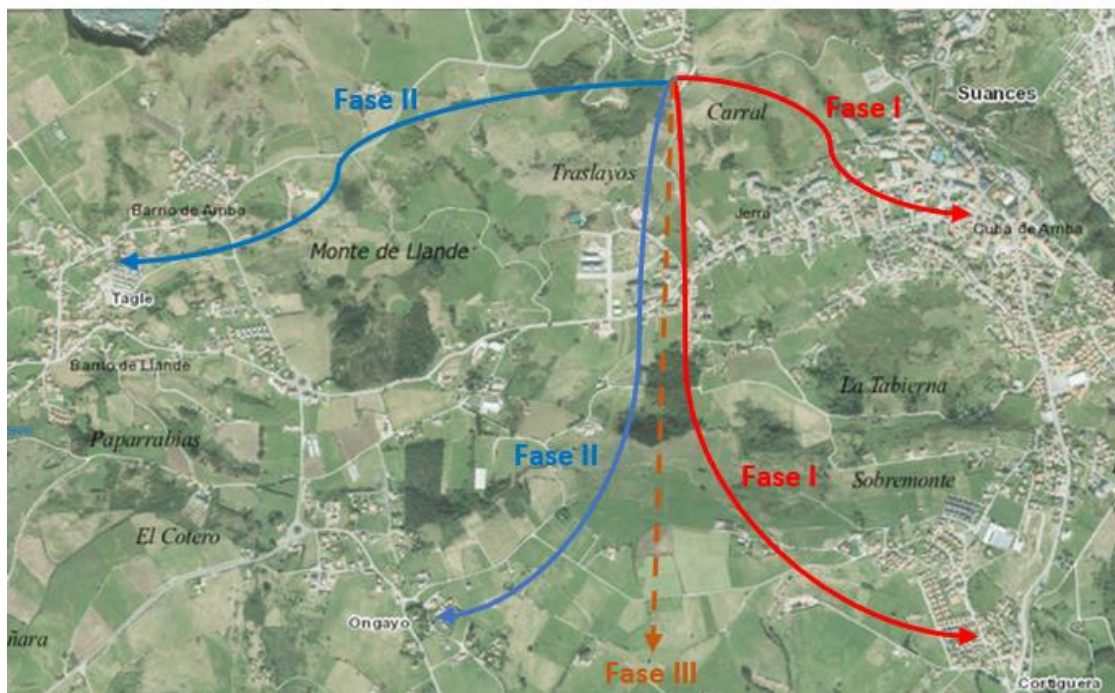 Fase II
Fase I
Suances
Carral
Traslayos
Barrio de Arriba
Jerra
Cuba de Arriba
Monte de Llande
Tagle
Barrio de Llande
La Tabierna
Paparrabias
Fase II
Fase I
Sobremonte
El Cotero
Ongayo
ñara
Fase III
Cortiguera